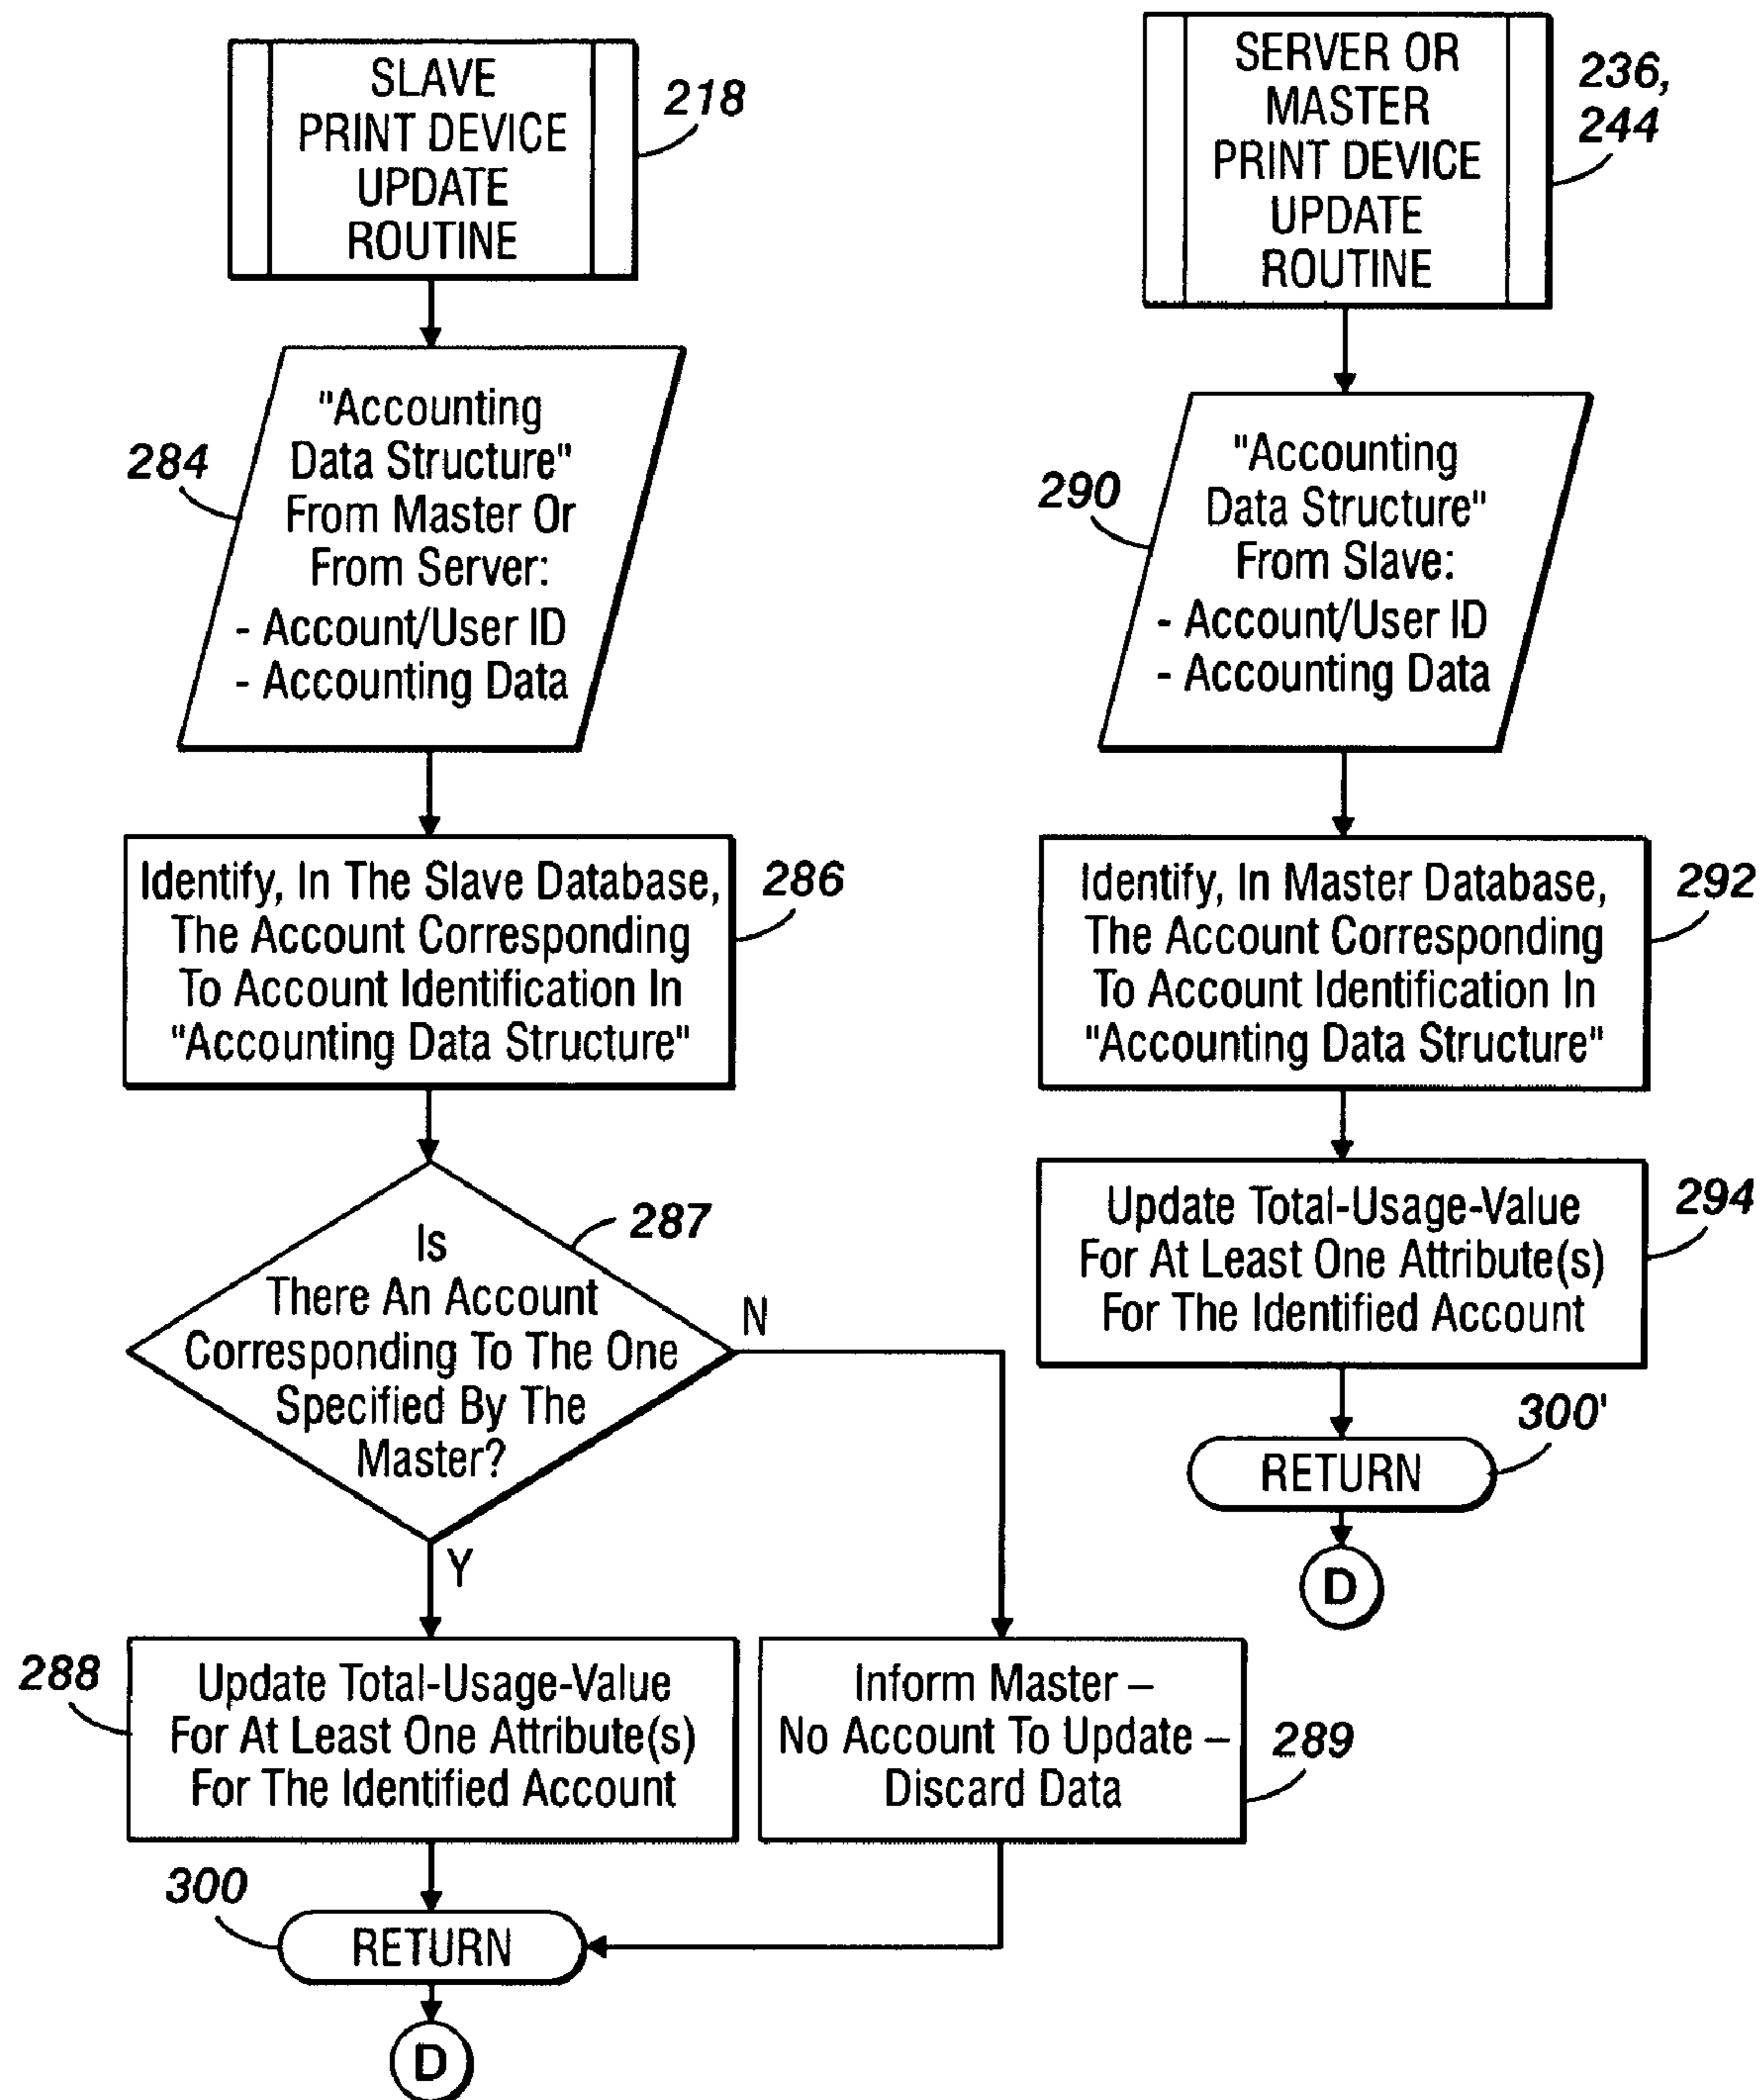 SLAVE
PRINT DEVICE
UPDATE
ROUTINE
218
"Accounting
Data Structure"
From Master Or
From Server:
- Account/User ID
- Accounting Data
284
Identify, In The Slave Database,
The Account Corresponding
To Account Identification In
"Accounting Data Structure"
286
Is
There An Account
Corresponding To The One
Specified By The
Master?
287
N
Y
288
Update Total-Usage-Value
For At Least One Attribute(s)
For The Identified Account
Inform Master –
No Account To Update –
Discard Data
289
300
RETURN
D
SERVER OR
MASTER
PRINT DEVICE
UPDATE
ROUTINE
236,
244
"Accounting
Data Structure"
From Slave:
- Account/User ID
- Accounting Data
290
Identify, In Master Database,
The Account Corresponding
To Account Identification In
"Accounting Data Structure"
292
Update Total-Usage-Value
For At Least One Attribute(s)
For The Identified Account
294
300'
RETURN
D